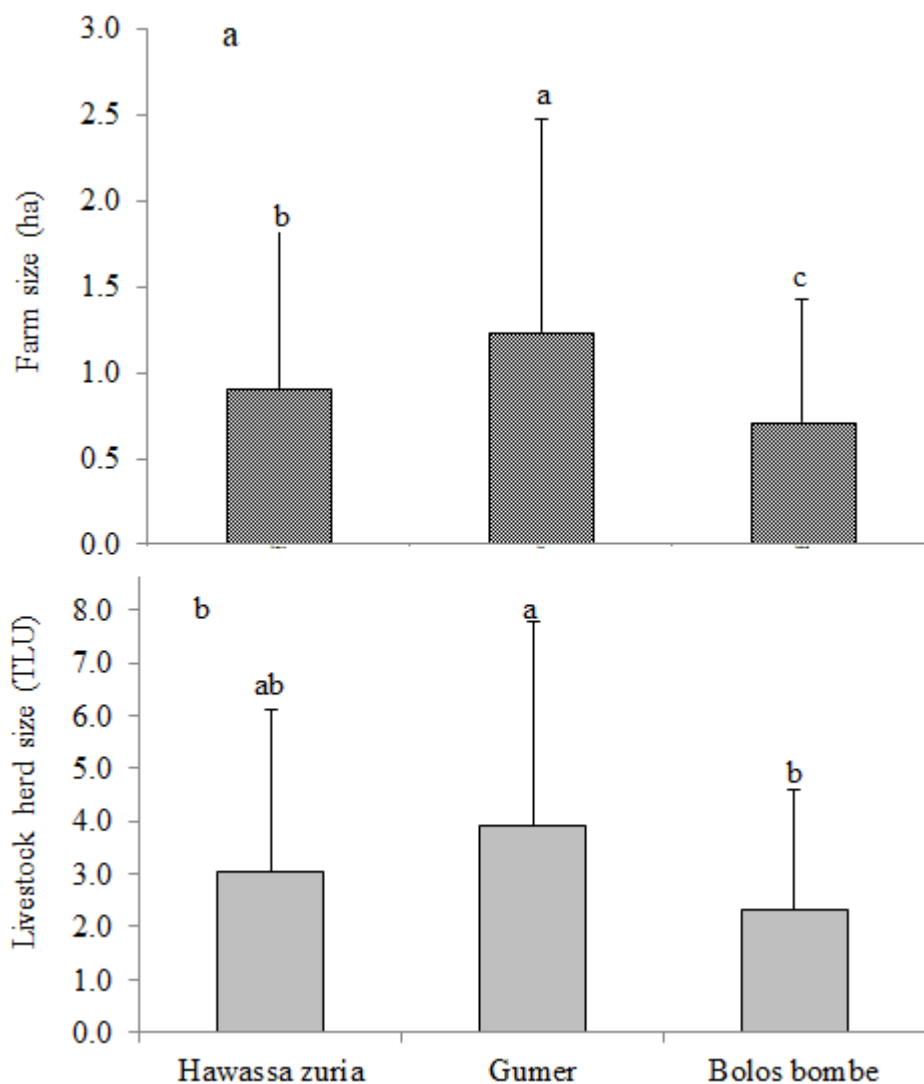 3.0
a
2.5
a
2.0
b
1.5
c
1.0
0.5
0.0
Farm size (ha)
8.0
b
a
7.0
ab
6.0
5.0
b
4.0
3.0
2.0
1.0
0.0
Livestock herd size (TLU)
Hawassa zuria Gumer Bolos bombe